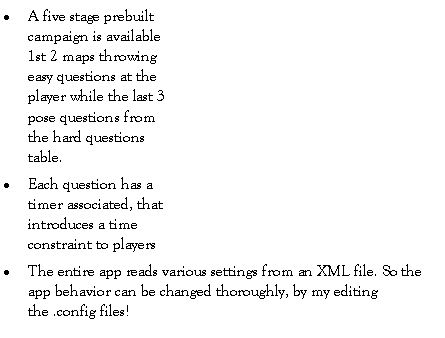 • A five stage prebuilt
campaign is available
1st 2 maps throwing
easy questions at the
player while the last 3
pose questions from
the hard questions
table.
• Each question has a
timer associated, that
introduces a time
constraint to players
• The entire app reads various settings from an XML file. So the
app behavior can be changed thoroughly, by my editing
the .config files!